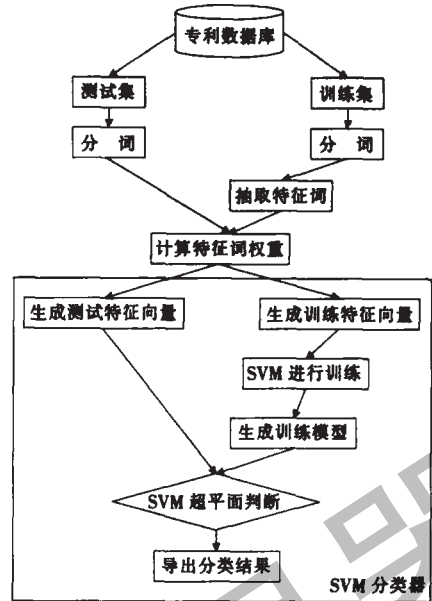 专利数据库
测试集
训练集
分 词
分 词
抽取特征词
计算特征词权重
生成测试特征向量
生成训练特征向量
SVM 进行训练
生成训练模型
SVM 超平面判断
导出分类结果
SVM 分类器